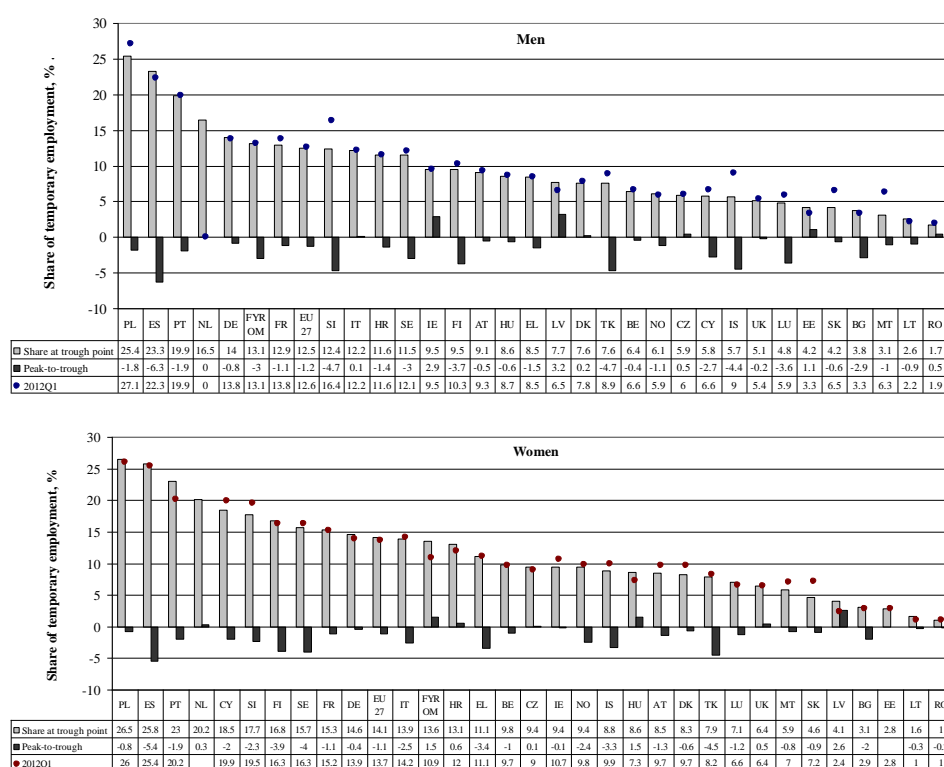 Men
Share of temporary employment, % .
30
25
20
15
10
5
0
-5
-10
PL ES PT NL DE FYR OM FR EU 27 SI IT HR SE IE FI AT HU EL LV DK TK BE NO CZ CY IS UK LU EE SK BG MT LT RO
Share at trough point 25.4 23.3 19.9 16.5 14 13.1 12.9 12.5 12.4 12.2 11.6 11.5 9.5 9.5 9.1 8.6 8.5 7.7 7.6 7.6 6.4 6.1 5.9 5.8 5.7 5.1 4.8 4.2 4.2 3.8 3.1 2.6 1.7
Peak-to-trough -1.8 -6.3 -1.9 0 -0.8 -3 -1.1 -1.2 -4.7 0.1 -1.4 -3 2.9 -3.7 -0.5 -0.6 -1.5 3.2 0.2 -4.7 -0.4 -1.1 0.5 -2.7 -4.4 -0.2 -3.6 1.1 -0.6 -2.9 -1 -0.9 0.5
2012Q1 27.1 22.3 19.9 0 13.8 13.1 13.8 12.6 16.4 12.2 11.6 12.1 9.5 10.3 9.3 8.7 8.5 6.5 7.8 8.9 6.6 5.9 6 6.6 9 5.4 5.9 3.3 6.5 3.3 6.3 2.2 1.9
Women
Share of temporary employment, %
30
25
20
15
10
5
0
-5
-10
PL ES PT NL CY SI FI SE FR DE EU 27 IT FYR OM HR EL BE CZ IE NO IS HU AT DK TK LU UK MT SK LV BG EE LT
Share at trough point 26.5 25.8 23 20.2 18.5 17.7 16.8 15.7 15.3 14.6 14.1 13.9 13.6 13.1 11.1 9.8 9.4 9.4 9.4 8.8 8.6 8.5 8.3 7.9 7.1 6.4 5.9 4.6 4.1 3.1 2.8 1.6
Peak-to-trough -0.8 -5.4 -1.9 0.3 -2 -2.3 -3.9 -4 -1.1 -0.4 -1.1 -2.5 1.5 0.6 -3.4 -1 0.1 -0.1 -2.4 -3.3 1.5 -1.3 -0.6 -4.5 -1.2 0.5 -0.8 -0.9 2.6 -2 -0.3
2012Q1 26 25.4 20.2 19.9 19.5 16.3 16.3 15.2 13.9 13.7 14.2 10.9 12 11.1 9.7 9 10.7 9.8 9.9 7.3 9.7 9.7 8.2 6.6 6.4 7 7.2 2.4 2.9 2.8 1